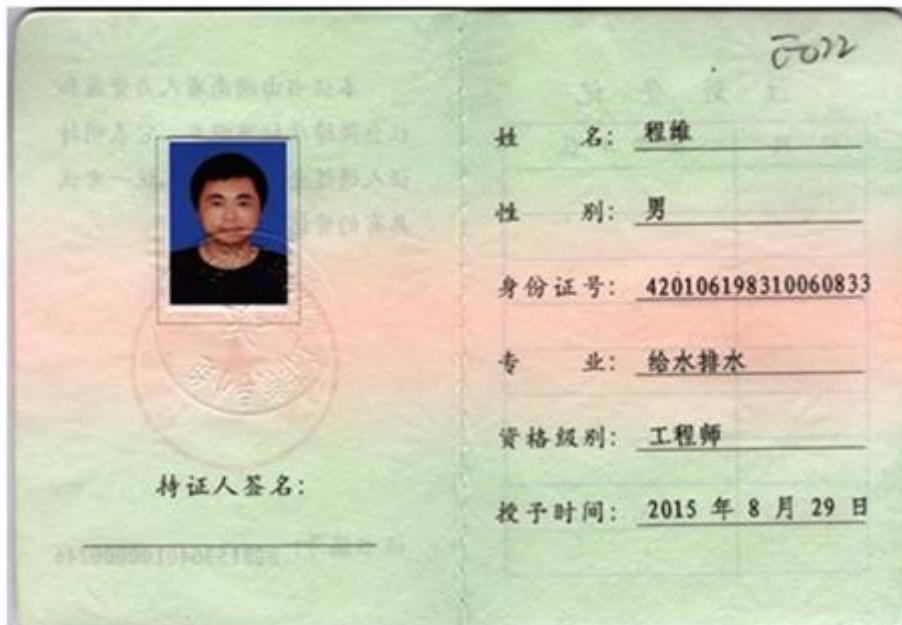 持证人签名:
姓 名: 程维
性 别: 男
身份证号: 420106198310060833
专 业: 给水排水
资格级别: 工程师
授予时间: 2015 年 8 月 29 日